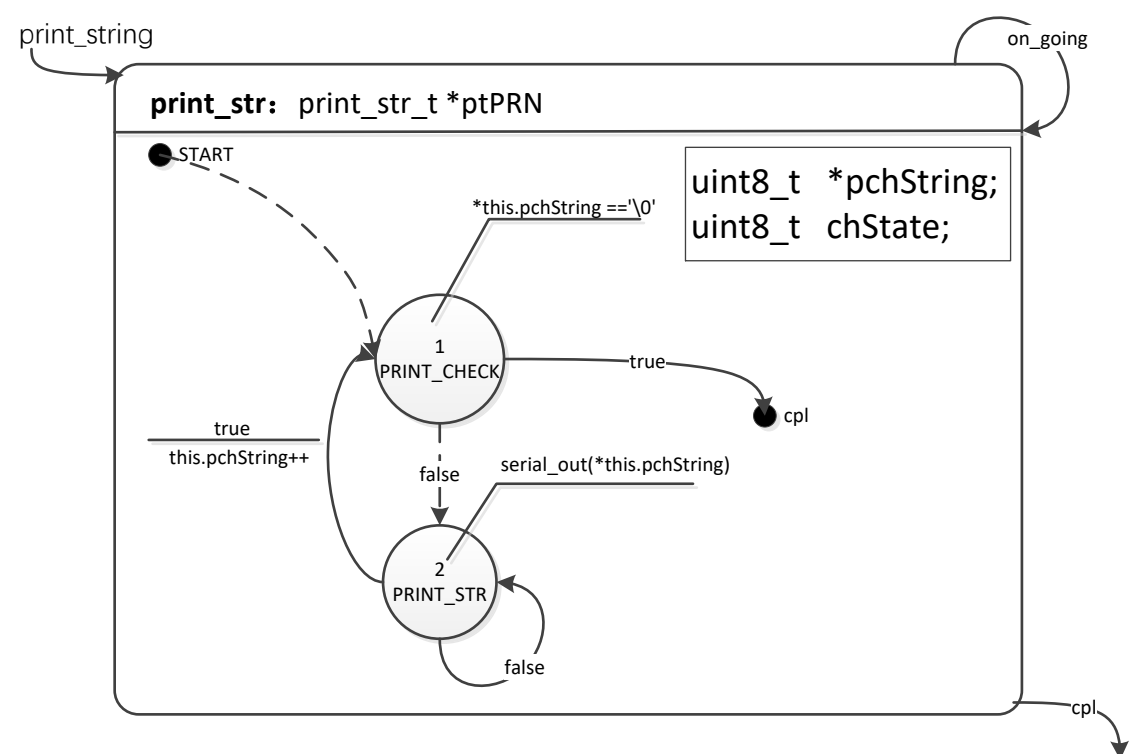 print_string
on_going
print_str：print_str_t *ptPRN
START
uint8_t *pchString;
uint8_t chState;
*this.pchString =='\0'
1
PRINT_CHECK
true
cpl
true
this.pchString++
false
serial_out(*this.pchString)
2
PRINT_STR
false
cpl